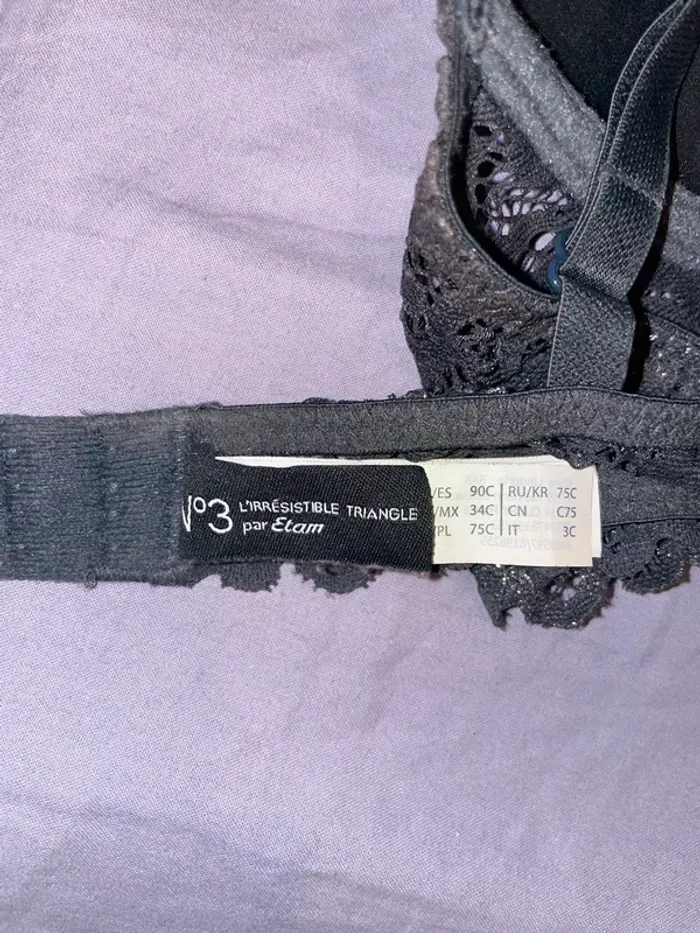 N°3 L'IRRÉSISTIBLE TRIANGLE
par Etam
/ES 90C RU/KR 75C
/MX 34C CN C75
/PL 75C IT 3C